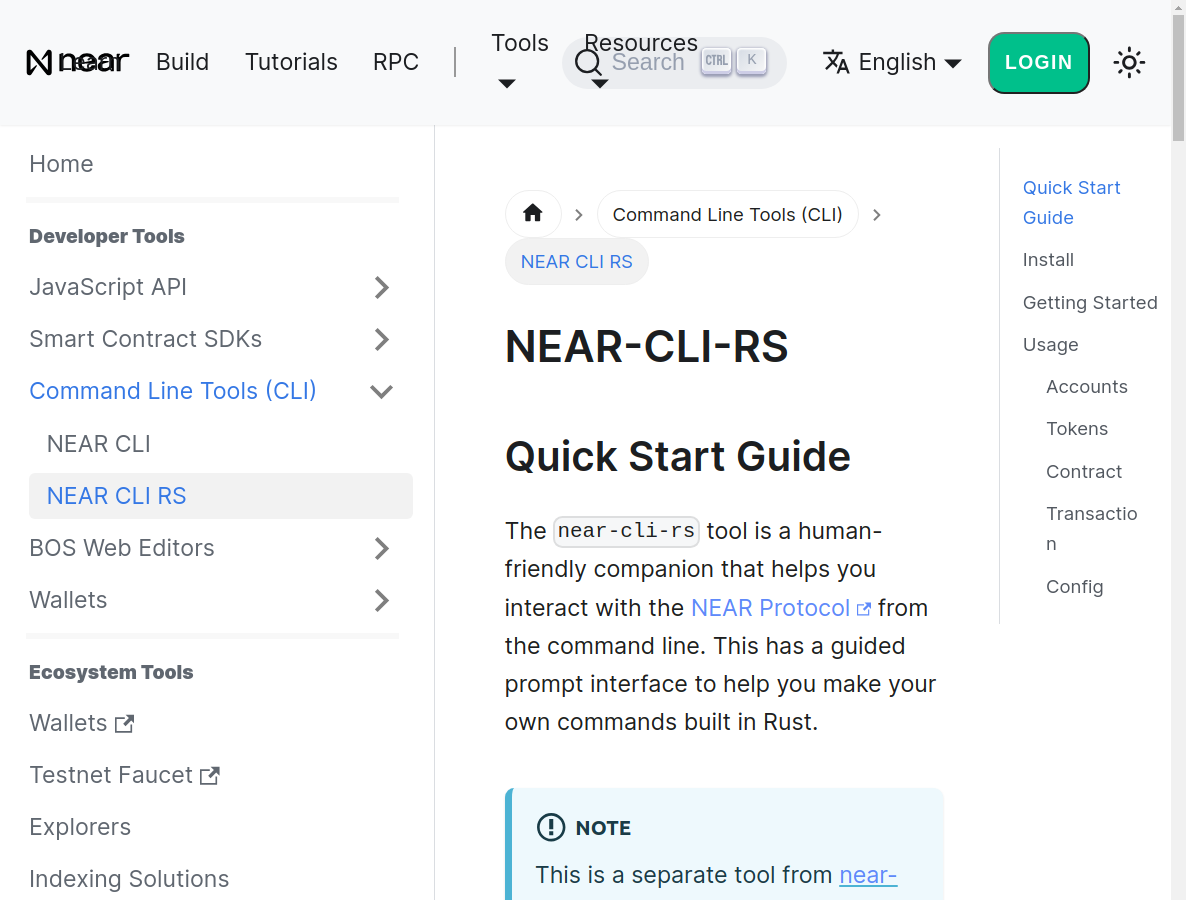 near
Learn
Build
Tutorials
RPC
Tools
Resources
Search
CTRL
K
English
LOGIN
Home
Developer Tools
JavaScript API
Smart Contract SDKs
Command Line Tools (CLI)
NEAR CLI
NEAR CLI RS
BOS Web Editors
Wallets
Ecosystem Tools
Wallets
Testnet Faucet
Explorers
Indexing Solutions
Command Line Tools (CLI)
NEAR CLI RS
NEAR-CLI-RS
Quick Start Guide
The near-cli-rs tool is a human-
friendly companion that helps you
interact with the NEAR Protocol from
the command line. This has a guided
prompt interface to help you make your
own commands built in Rust.
NOTE
This is a separate tool from near-
Quick Start
Guide
Install
Getting Started
Usage
Accounts
Tokens
Contract
Transactio
n
Config